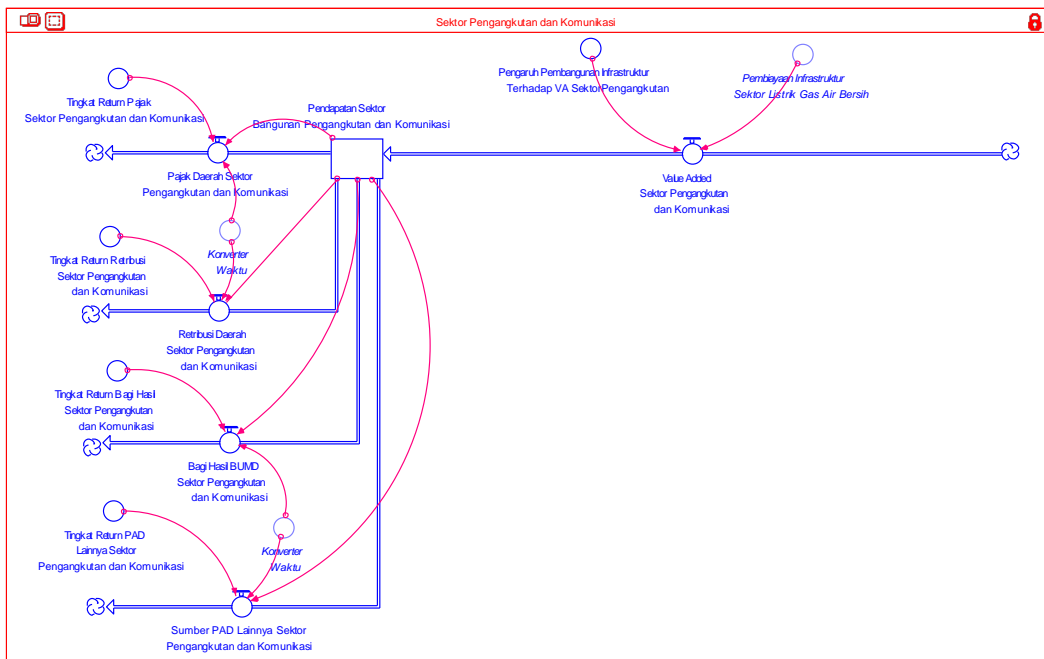 Sektor Pengangkutan dan Komunikasi
Pengaruh Pembangunan Infrastruktur
Terhadap VA Sektor Pengangkutan
Pembiayaan Infrastruktur
Sektor Listrik Gas Air Bersih
Tingkat Return Pajak
Sektor Pengangkutan dan Komunikasi
Pendapatan Sektor
Bangunan Pengangkutan dan Komunikasi
Pajak Daerah Sektor
Pengangkutan dan Komunikasi
Value Added
Sektor Pengangkutan
dan Komunikasi
Konverter
Waktu
Tingkat Return Retribusi
Sektor Pengangkutan
dan Komunikasi
Retribusi Daerah
Sektor Pengangkutan
dan Komunikasi
Tingkat Return Bagi Hasil
Sektor Pengangkutan
dan Komunikasi
Bagi Hasil BUMD
Sektor Pengangkutan
dan Komunikasi
Tingkat Return PAD
Lainnya Sektor
Pengangkutan dan Komunikasi
Konverter
Waktu
Sumber PAD Lainnya Sektor
Pengangkutan dan Komunikasi